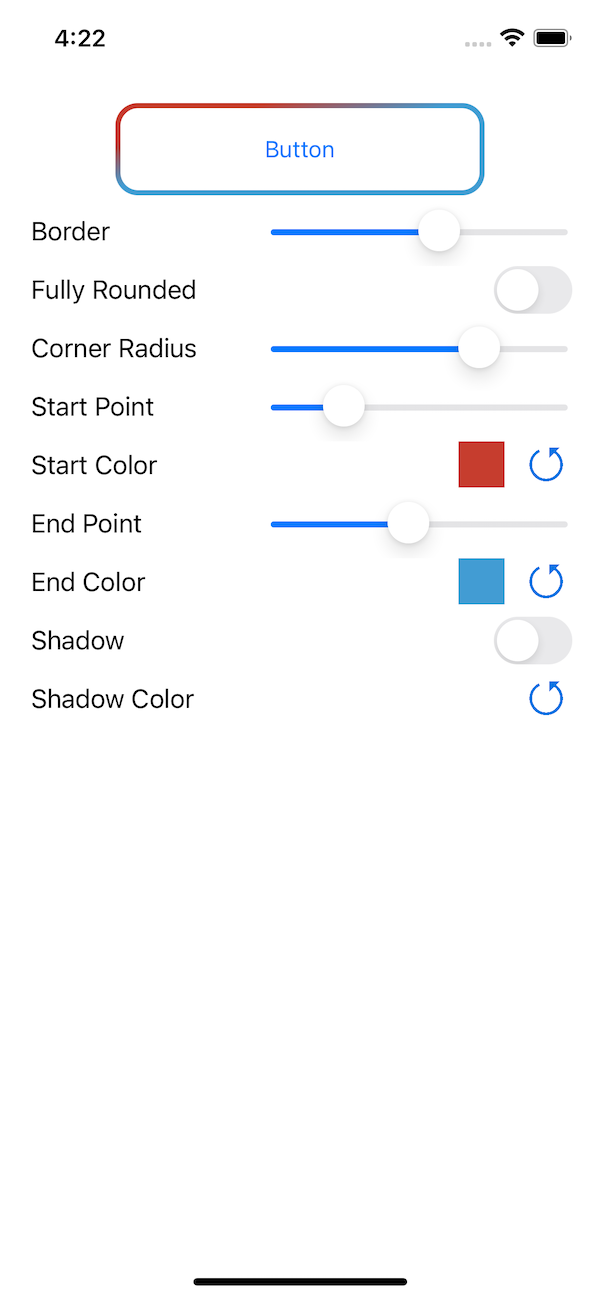 4:22
Button
Border
Fully Rounded
Corner Radius
Start Point
Start Color
End Point
End Color
Shadow
Shadow Color